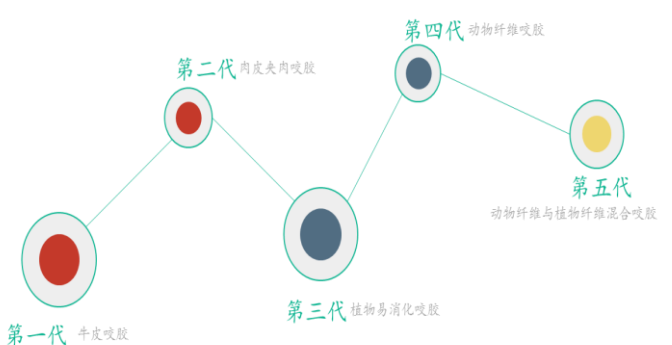 第一代 牛皮咬胶
第二代 肉皮夹肉咬胶
第三代 植物易消化咬胶
第四代 动物纤维咬胶
第五代
动物纤维与植物纤维混合咬胶